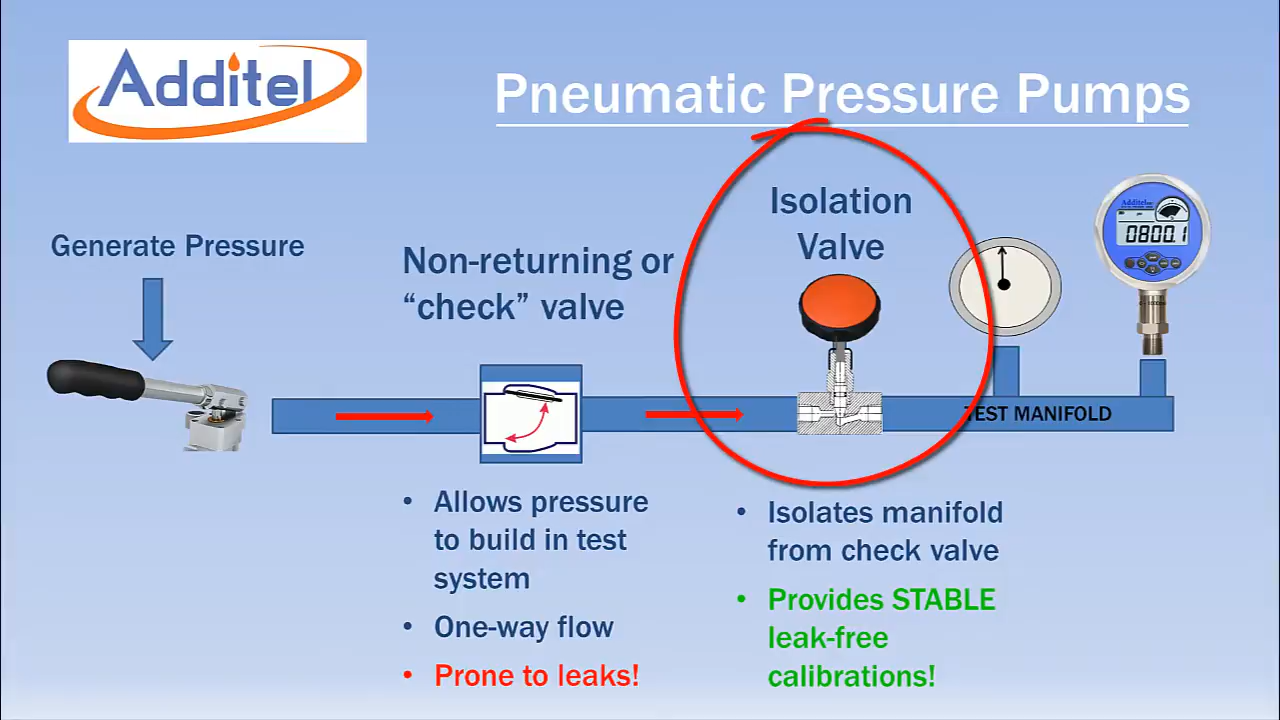 Additel
Pneumatic Pressure Pumps
Generate Pressure
Non-returning or
“check” valve
Isolation
Valve
Additel
0800.1
TEST MANIFOLD
• Allows pressure
to build in test
system
• One-way flow
• Prone to leaks!
• Isolates manifold
from check valve
• Provides STABLE
leak-free
calibrations!